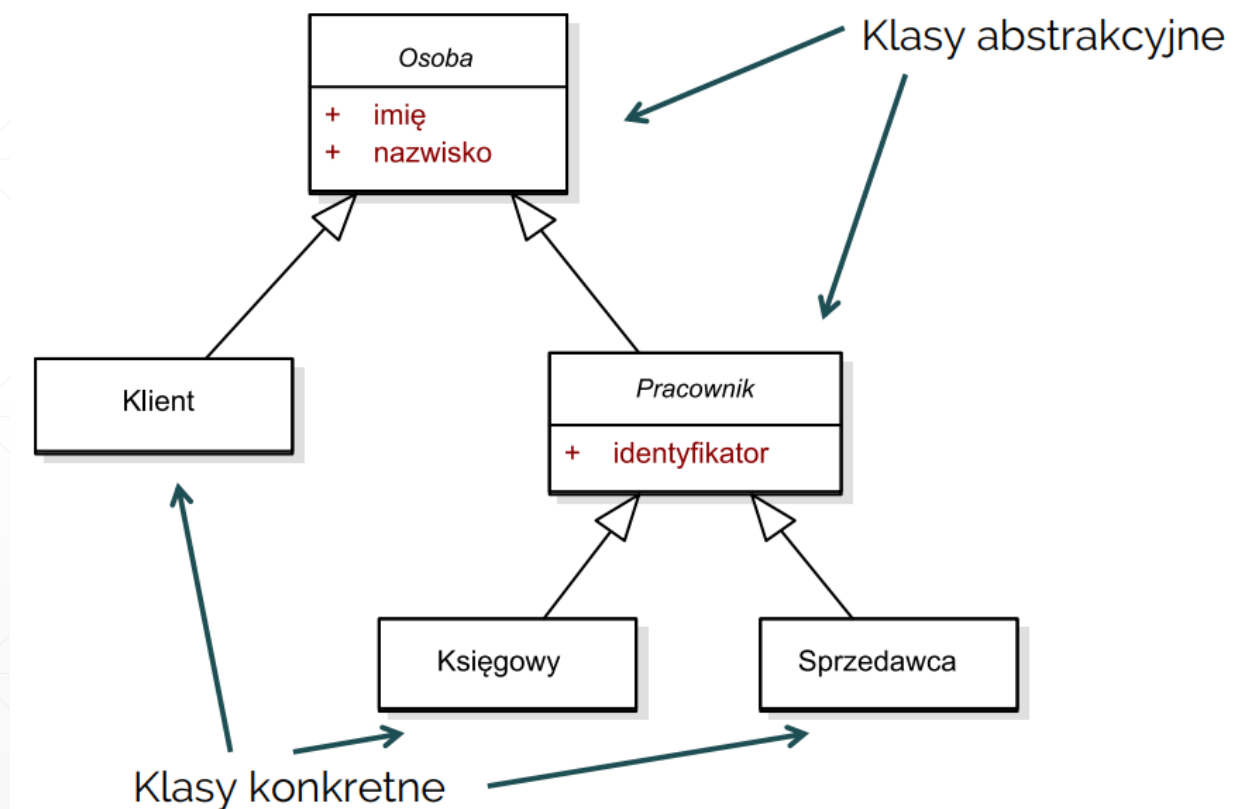 Klasy abstrakcyjne
Osoba
+ imię
+ nazwisko
Klient
Pracownik
+ identyfikator
Księgowy
Sprzedawca
Klasy konkretne